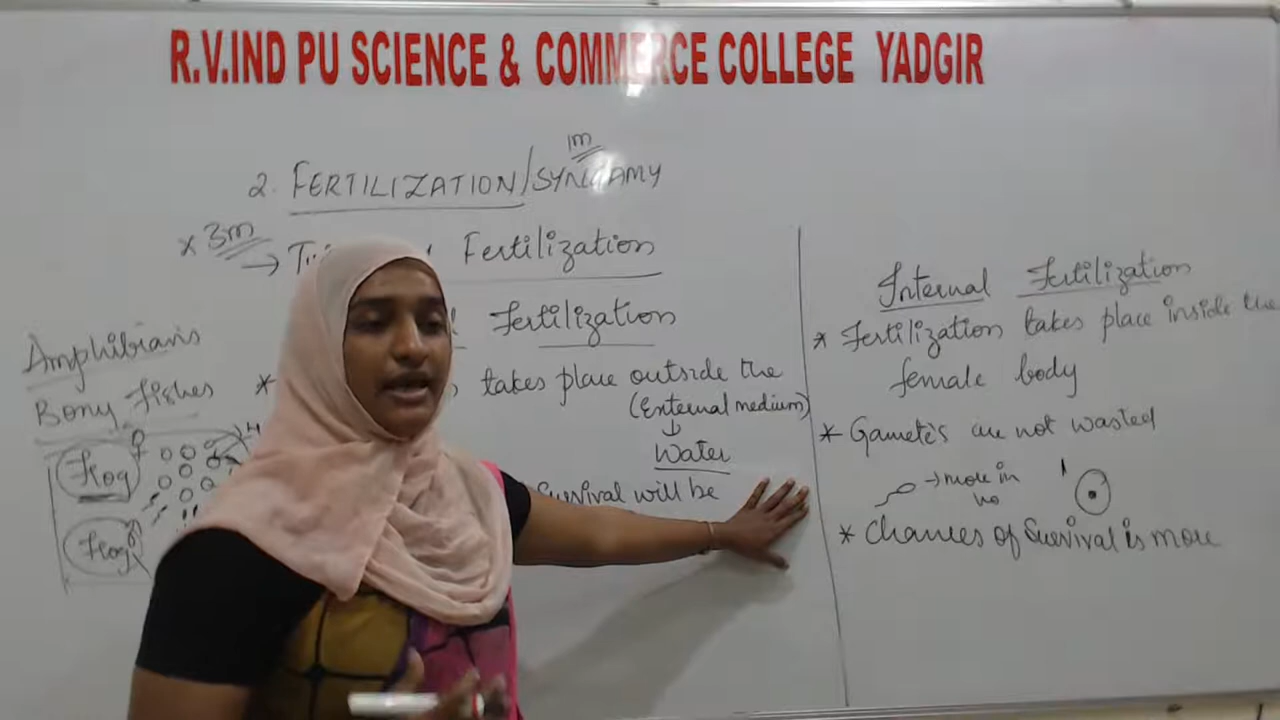 R.V.IND PU SCIENCE & COMMERCE COLLEGE YADGIR
1m
2. FERTILIZATION/SYNGAMY
x 3m
→ Fertilization
Fertilization
Amphibians
Bony Fishes
Frog
Frog
* takes place outside the
(External medium)
↓
Water
Survival will be
Internal Fertilization
* Fertilization takes place inside the
female body
* Gamete's are not wasted
→ more in
no
* Chances of Survival is more